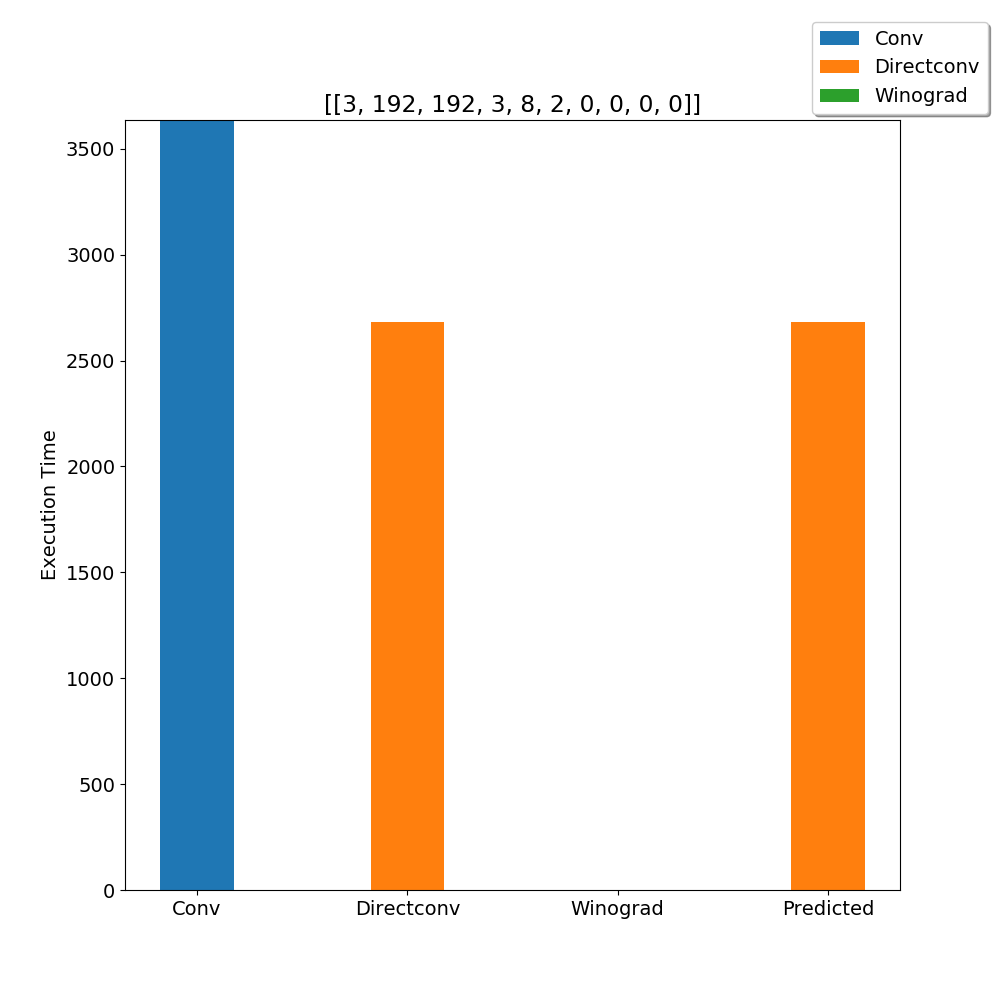 Conv
Directconv
Winograd
[[3, 192, 192, 3, 8, 2, 0, 0, 0, 0]]
3500
3000
2500
2000
1500
1000
500
0
Execution Time
Conv Directconv Winograd Predicted